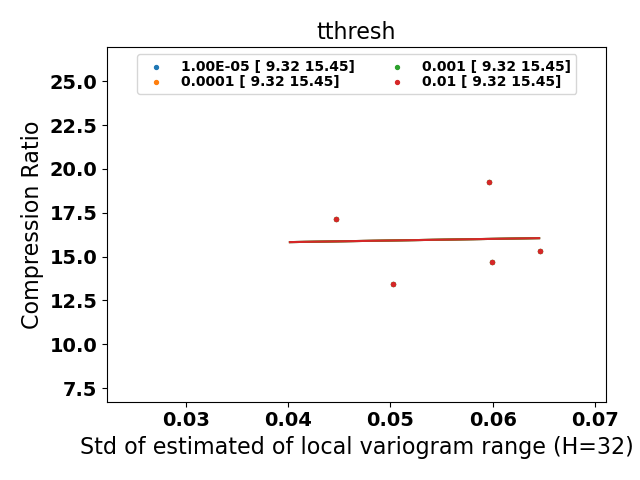 tthresh
1.00E-05 [ 9.32 15.45]
0.0001 [ 9.32 15.45]
0.001 [ 9.32 15.45]
0.01 [ 9.32 15.45]
Compression Ratio
25.0
22.5
20.0
17.5
15.0
12.5
10.0
7.5
0.03 0.04 0.05 0.06 0.07
Std of estimated of local variogram range (H=32)